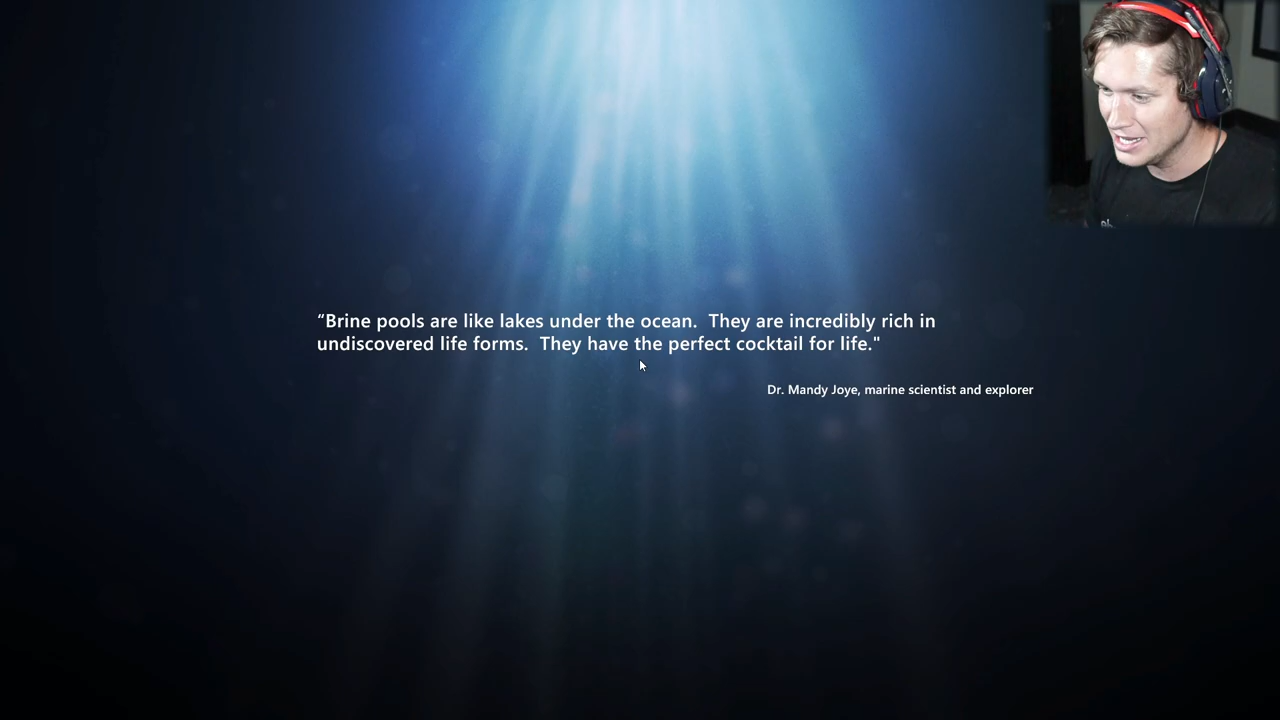 “Brine pools are like lakes under the ocean.  They are incredibly rich in
undiscovered life forms.  They have the perfect cocktail for life."
Dr. Mandy Joye, marine scientist and explorer